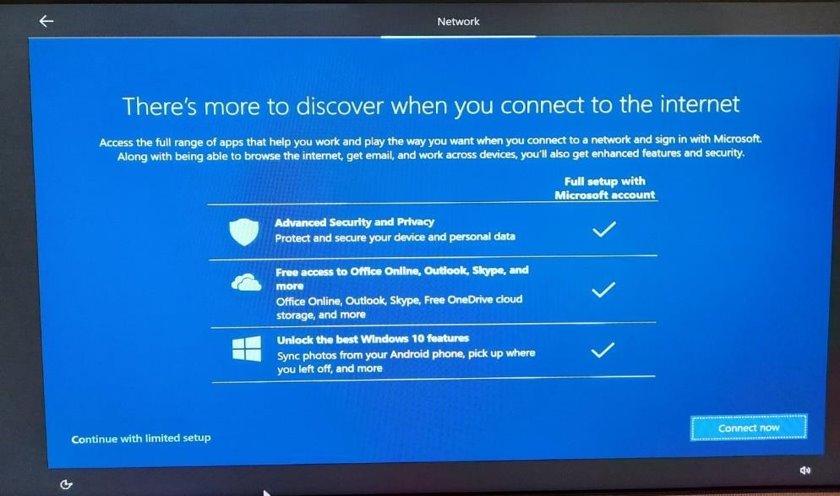 Network
There's more to discover when you connect to the internet
Access the full range of apps that help you work and play the way you want when you connect to a network and sign in with Microsoft.
Along with being able to browse the internet, get email, and work across devices, you'll also get enhanced features and security.
Full setup with
Microsoft account
Advanced Security and Privacy
Protect and secure your device and personal data
Free access to Office Online, Outlook, Skype, and
more
Office Online, Outlook, Skype, Free OneDrive cloud
storage, and more
Unlock the best Windows 10 features
Sync photos from your Android phone, pick up where
you left off, and more
Continue with limited setup
Connect now